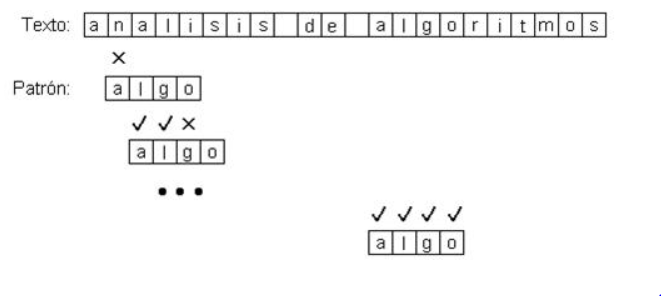 Texto: analisis de algoritmos
Patrón: algo
algo
algo